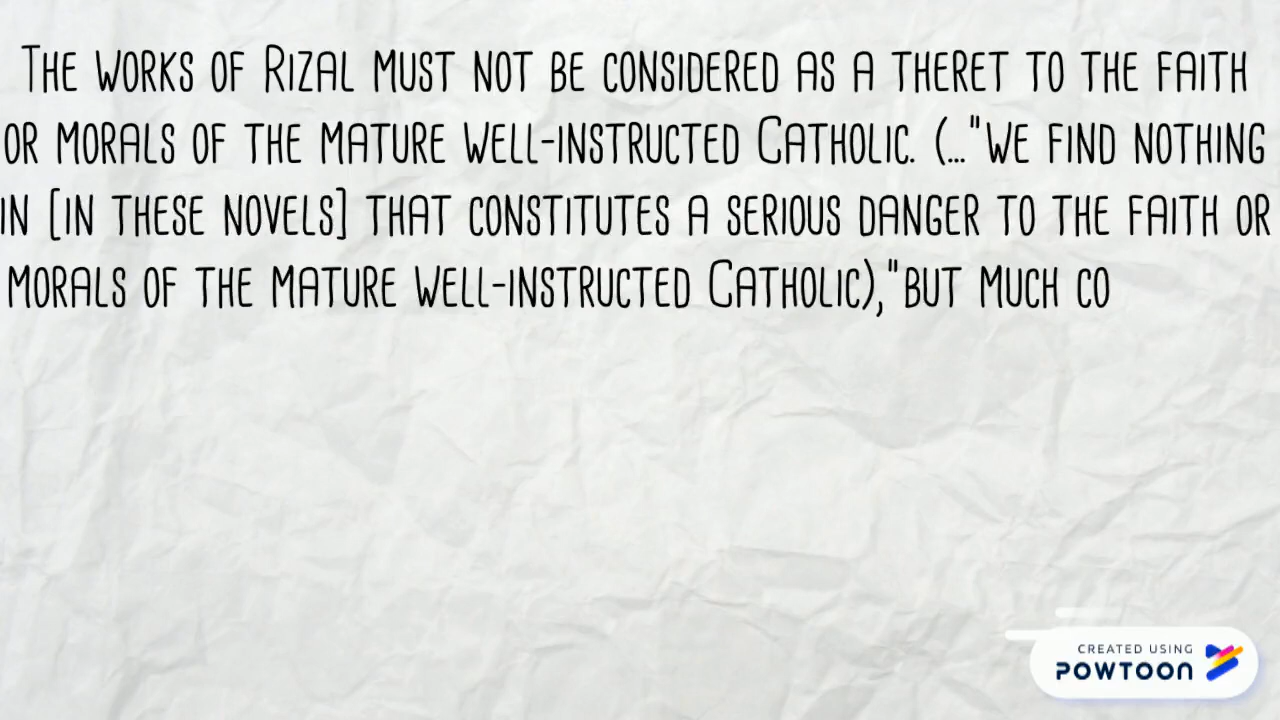 The works of Rizal must not be considered as a theret to the faith
or morals of the mature well-instructed Catholic. (..."We find nothing
in [in these novels] that constitutes a serious danger to the faith or
morals of the mature well-instructed Catholic),"but much co
CREATED USING
POWTOON